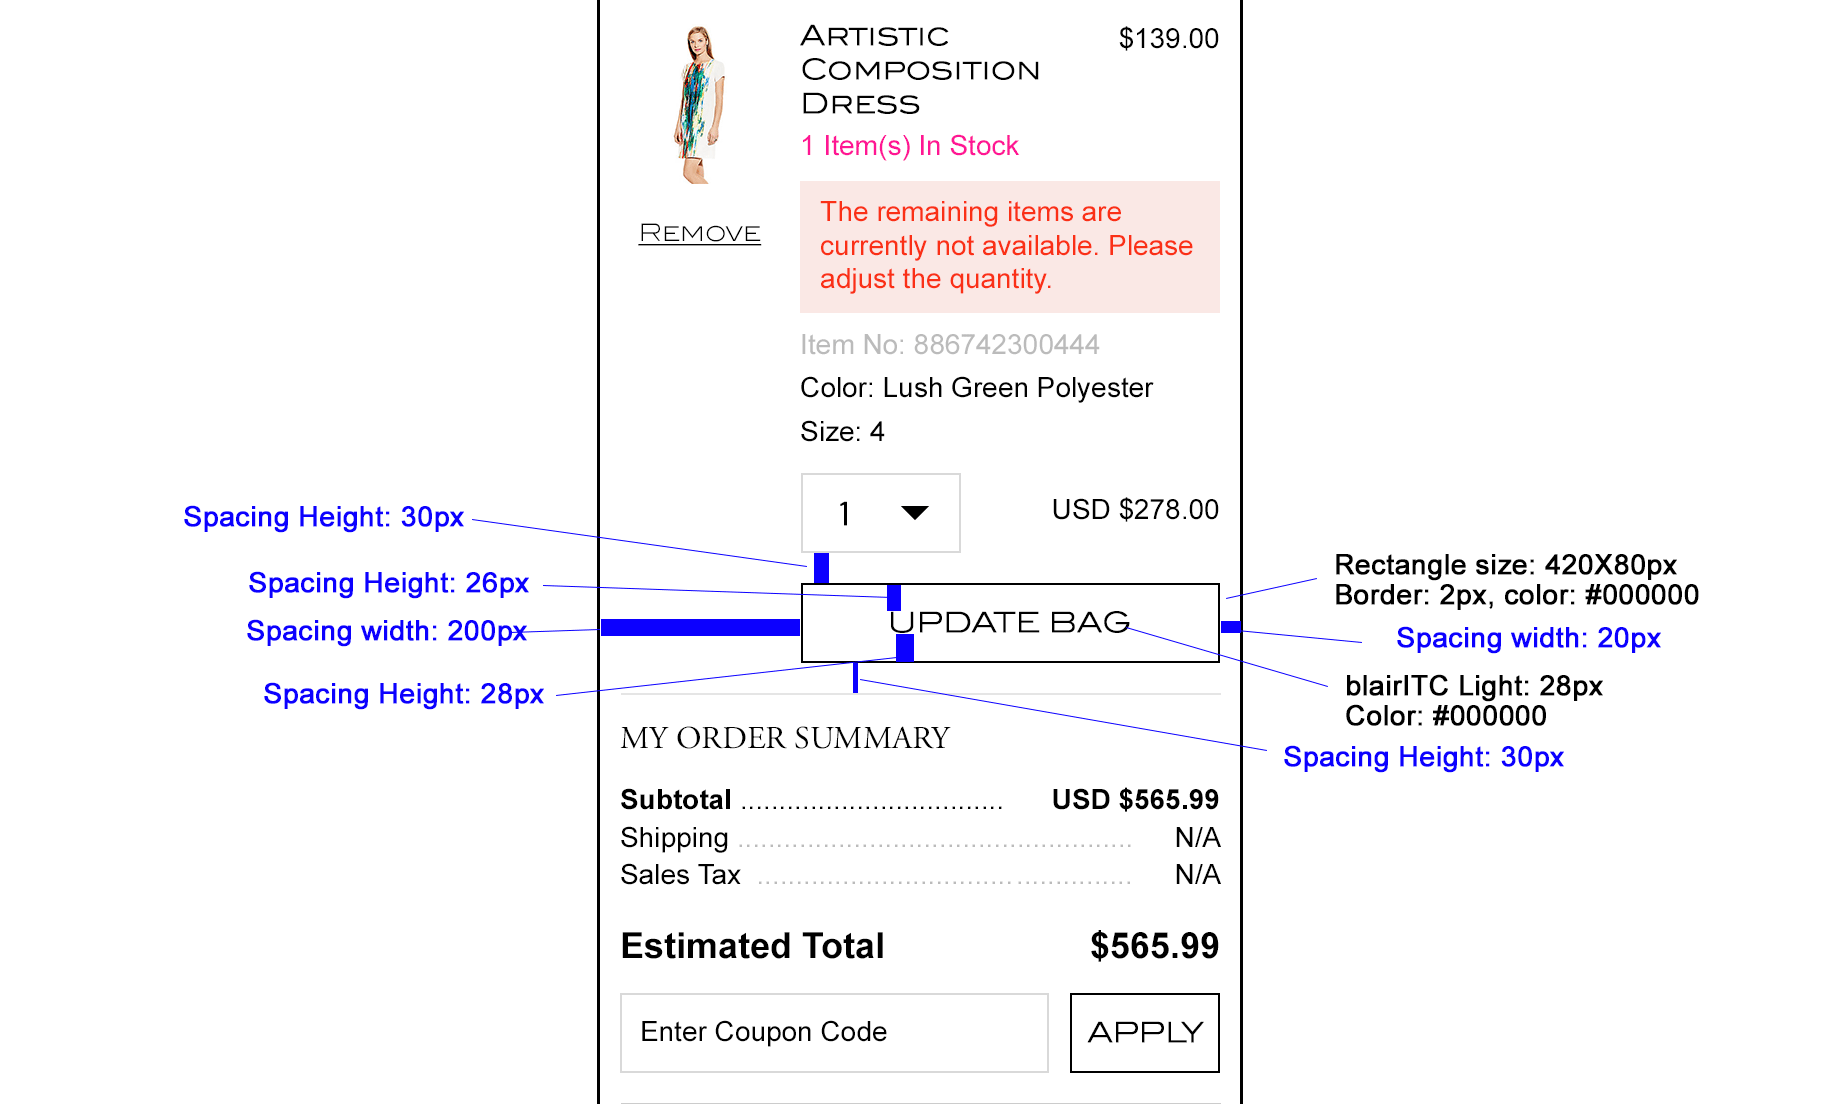 ARTISTIC
COMPOSITION
DRESS
$139.00
1 Item(s) In Stock
The remaining items are
currently not available. Please
adjust the quantity.
REMOVE
Item No: 886742300444
Color: Lush Green Polyester
Size: 4
1
USD $278.00
Spacing Height: 30px
Spacing Height: 26px
Spacing width: 200px
Spacing Height: 28px
UPDATE BAG
Rectangle size: 420X80px
Border: 2px, color: #000000
Spacing width: 20px
blairITC Light: 28px
Color: #000000
Spacing Height: 30px
MY ORDER SUMMARY
Subtotal .................................. USD $565.99
Shipping ................................................... N/A
Sales Tax ................................................ N/A
Estimated Total $565.99
Enter Coupon Code
APPLY